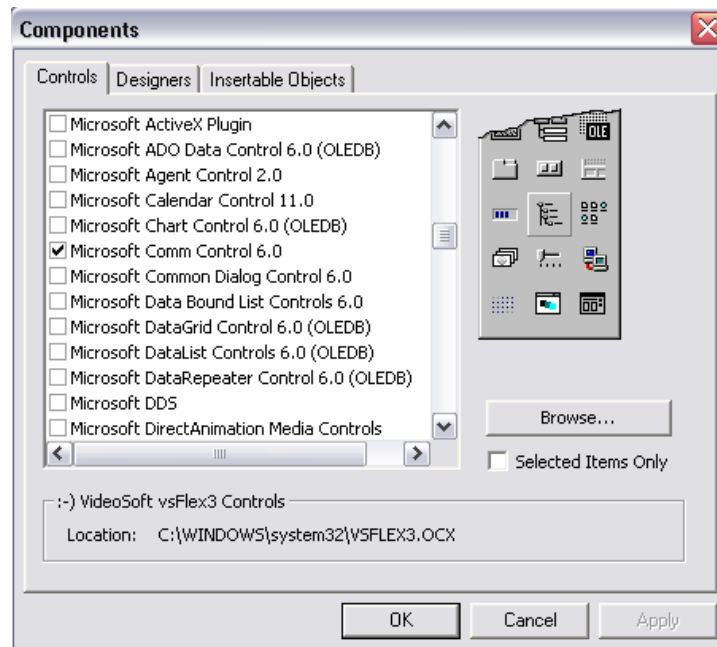 Components
Controls Designers Insertable Objects
Microsoft ActiveX Plugin
Microsoft ADO Data Control 6.0 (OLEDB)
Microsoft Agent Control 2.0
Microsoft Calendar Control 11.0
Microsoft Chart Control 6.0 (OLEDB)
Microsoft Comm Control 6.0
Microsoft Common Dialog Control 6.0
Microsoft Data Bound List Controls 6.0
Microsoft DataGrid Control 6.0 (OLEDB)
Microsoft DataList Controls 6.0 (OLEDB)
Microsoft DataRepeater Control 6.0 (OLEDB)
Microsoft DDS
Microsoft DirectAnimation Media Controls
OLE
Browse...
Selected Items Only
:-) VideoSoft vsFlex3 Controls
Location: C:\WINDOWS\system32\VSFLEX3.OCX
OK Cancel Apply